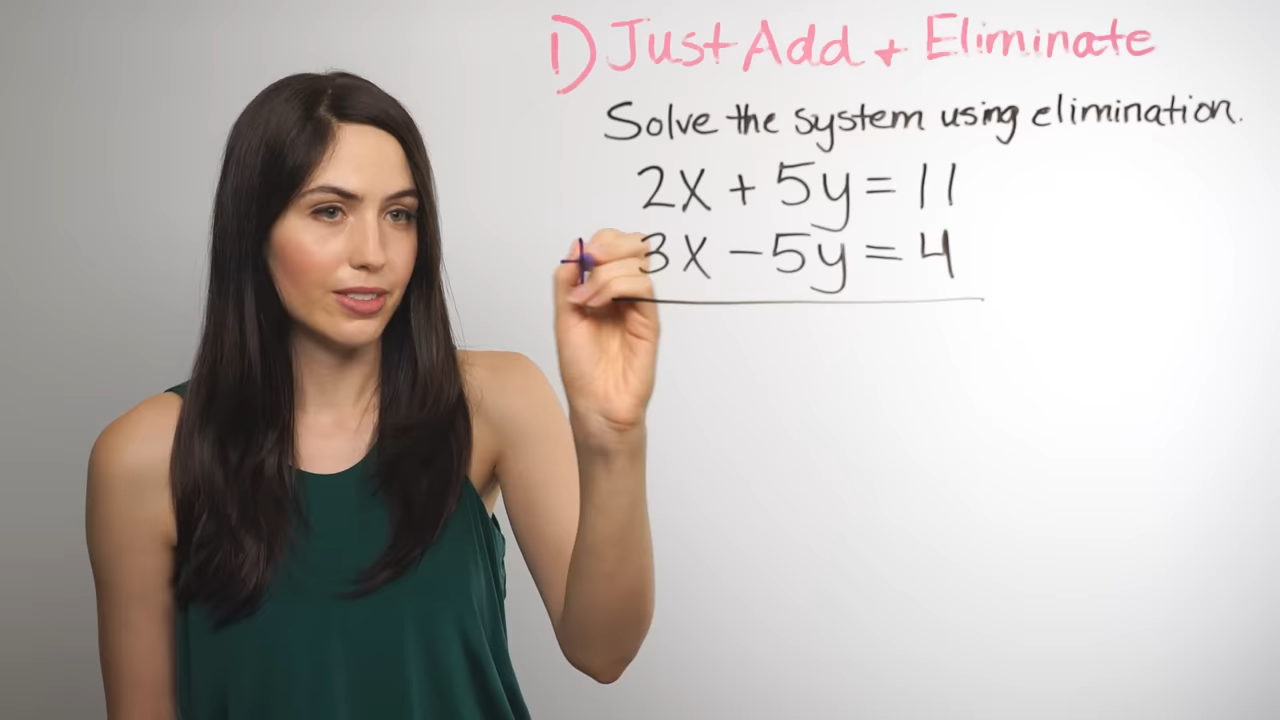 1) Just Add + Eliminate
Solve the system using elimination.
2x + 5y = 11
+ 3x - 5y = 4